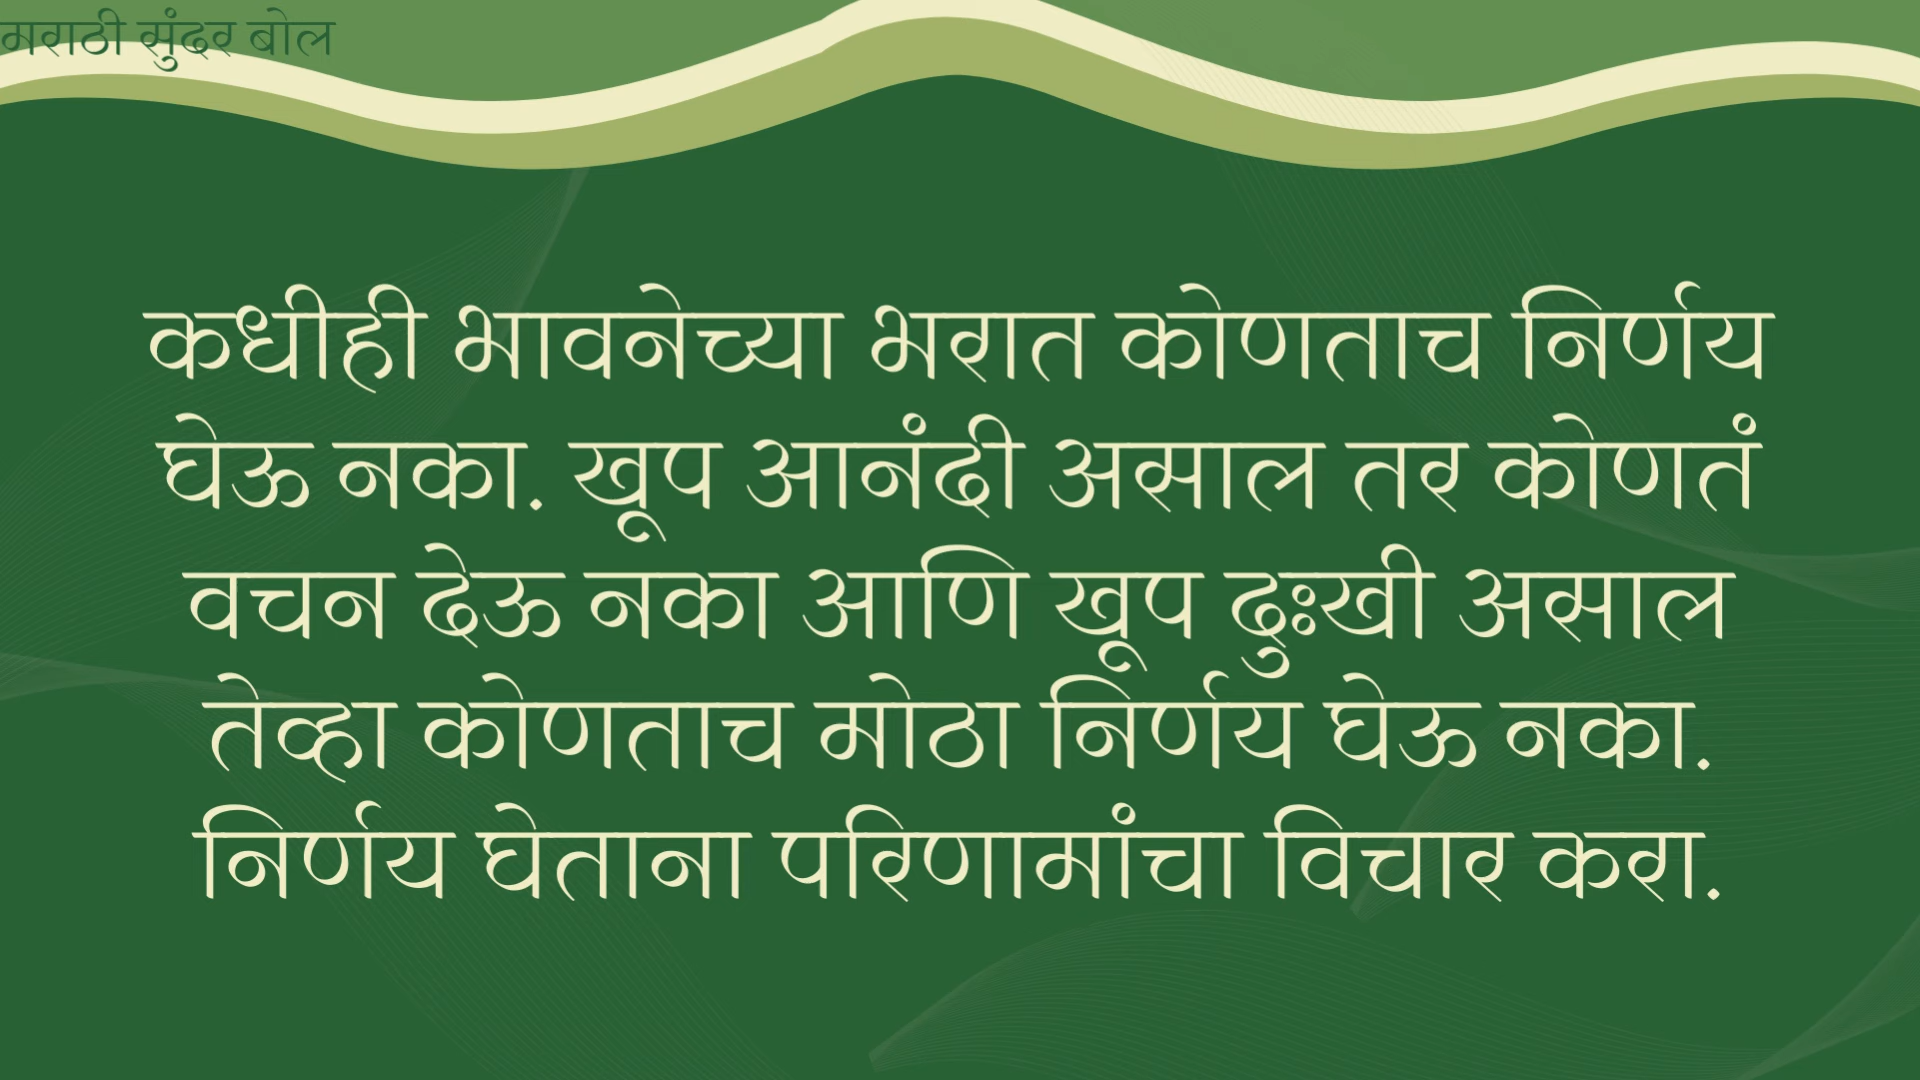 मराठी सुंदर बोल
कधीही भावनेच्या भरात कोणताच निर्णय
घेऊ नका. खूप आनंदी असाल तर कोणतं
वचन देऊ नका आणि खूप दुःखी असाल
तेव्हा कोणताच मोठा निर्णय घेऊ नका.
निर्णय घेताना परिणामांचा विचार करा.